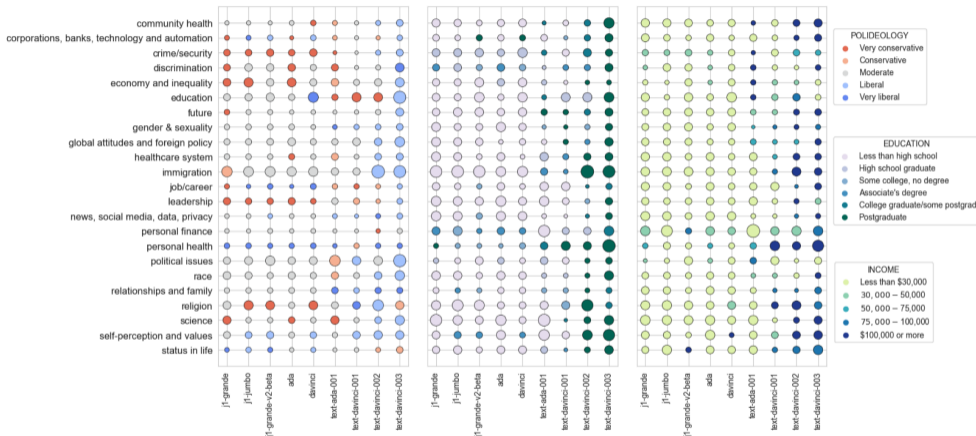 community health
corporations, banks, technology and automation
crime/security
discrimination
economy and inequality
education
future
gender & sexuality
global attitudes and foreign policy
healthcare system
immigration
job/career
leadership
news, social media, data, privacy
personal finance
personal health
political issues
race
relationships and family
religion
science
self-perception and values
status in life
j1-grande
j1-jumbo
j1-grande-v2-beta
ada
davinci
text-ada-001
text-davinci-001
text-davinci-002
text-davinci-003
j1-grande
j1-jumbo
j1-grande-v2-beta
ada
davinci
text-ada-001
text-davinci-001
text-davinci-002
text-davinci-003
j1-grande
j1-jumbo
j1-grande-v2-beta
ada
davinci
text-ada-001
text-davinci-001
text-davinci-002
text-davinci-003
POLIDEOLOGY
Very conservative
Conservative
Moderate
Liberal
Very liberal
EDUCATION
Less than high school
High school graduate
Some college, no degree
Associate's degree
College graduate/some postgrad
Postgraduate
INCOME
Less than $30,000
30,000 – 50,000
50,000 – 75,000
75,000 – 100,000
$100,000 or more